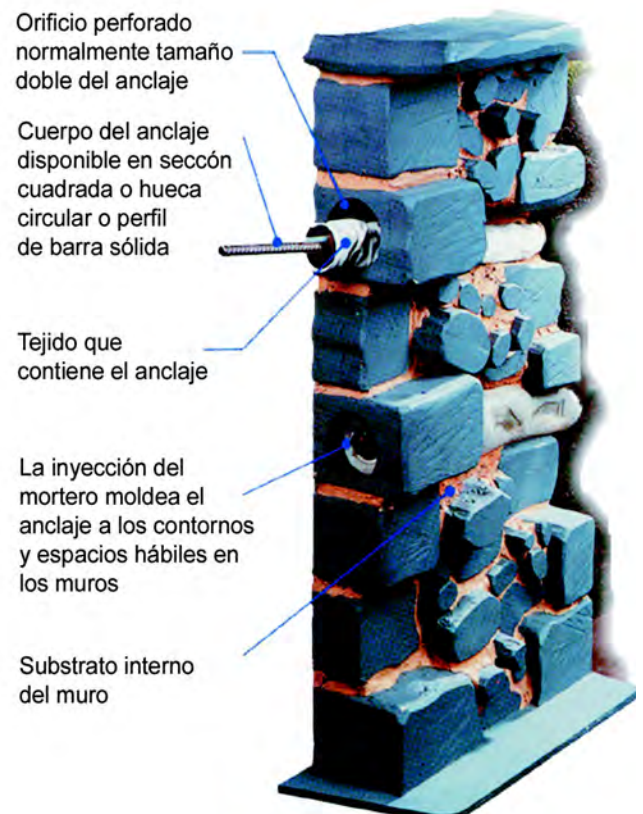 Orificio perforado
normalmente tamaño
doble del anclaje
Cuerpo del anclaje
disponible en seccón
cuadrada o hueca
circular o perfil
de barra sólida
Tejido que
contiene el anclaje
La inyección del
mortero moldea el
anclaje a los contornos
y espacios hábiles en
los muros
Substrato interno
del muro